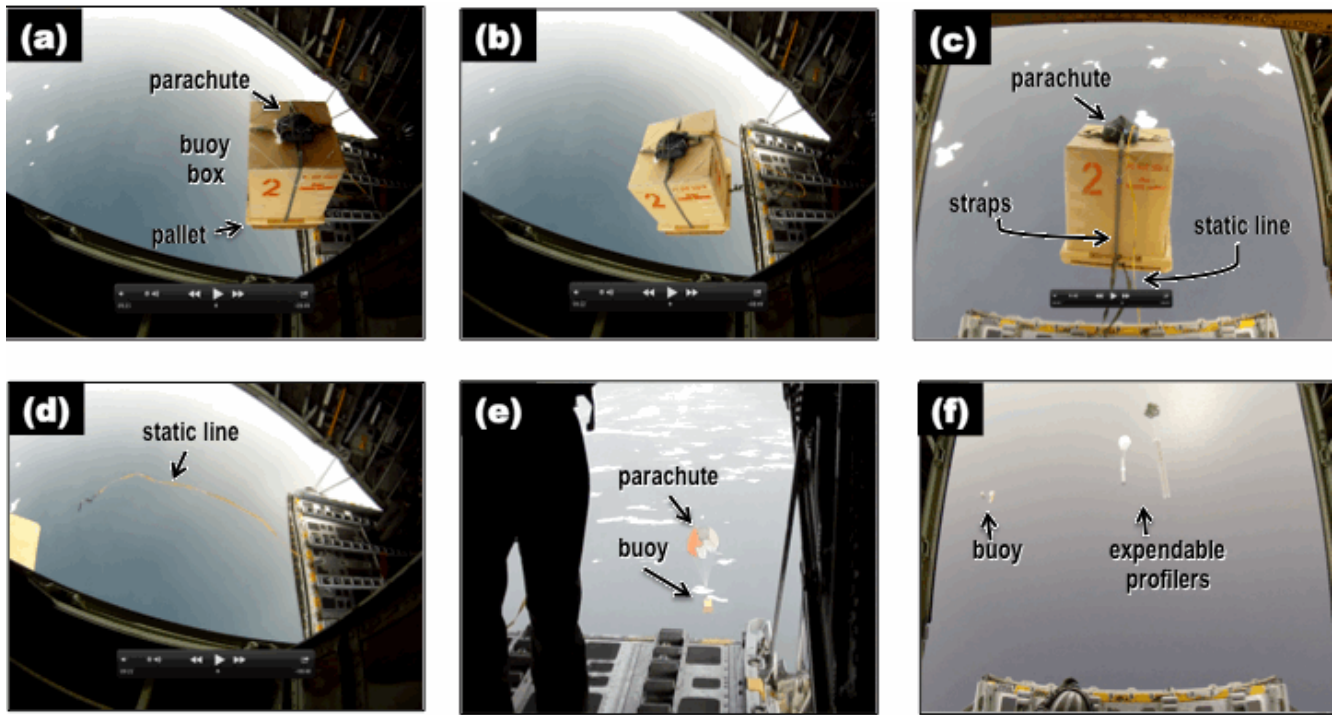 (a)
parachute
buoy
box
2
pallet
(b)
2
(c)
parachute
2
straps
static line
(d)
static line
(e)
parachute
buoy
(f)
buoy
expendable
profilers